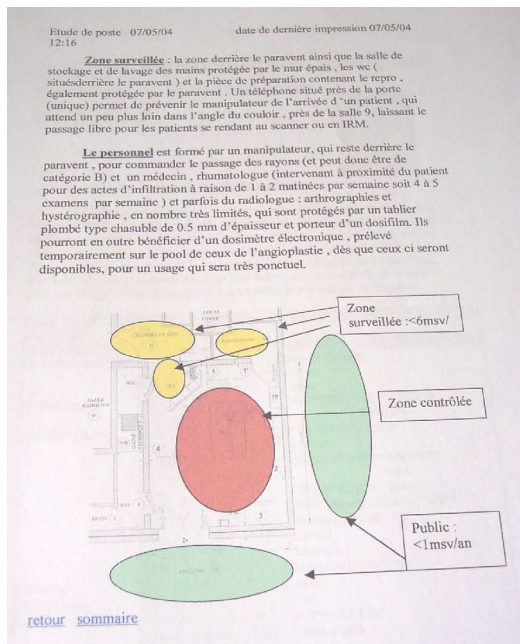 Etude de poste 07/05/04 date de dernière impression 07/05/04
12:16
Zone surveillée : la zone derrière le paravent ainsi que la salle de
stockage et de lavage des mains protégée par le mur épais , les wc (
situésderrière le paravent ) et la pièce de préparation contenant le repro ,
également protégée par le paravent . Un téléphone situé près de la porte
(unique) permet de prévenir le manipulateur de l'arrivée d 'un patient , qui
attend un peu plus loin dans l'angle du couloir , près de la salle 9, laissant le
passage libre pour les patients se rendant au scanner ou en IRM.
Le personnel est formé par un manipulateur, qui reste derrière le
paravent , pour commander le passage des rayons (et peut donc être de
catégorie B) et un médecin , rhumatologue (intervenant à proximité du patient
pour des actes d'infiltration à raison de 1 à 2 matinées par semaine soit 4 à 5
examens par semaine ) et parfois du radiologue : arthrographies et
hystérographie , en nombre très limités, qui sont protégés par un tablier
plombé type chasuble de 0.5 mm d'épaisseur et porteur d'un dosifilm. Ils
pourront en outre bénéficier d'un dosimètre électronique , prélevé
temporairement sur le pool de ceux de l'angioplastie , dès que ceux ci seront
disponibles, pour un usage qui sera très ponctuel.
Zone
surveillée :<6msv/
Zone contrôlée
Public :
<1msv/an
1
1'
4
2
3
retour sommaire